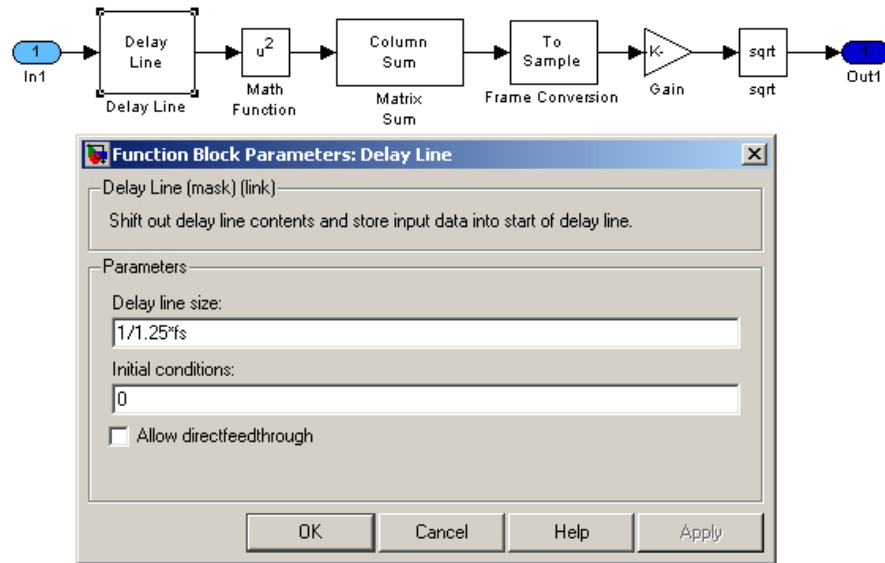 1
In1
Delay
Line
Delay Line
u²
Math
Function
Column
Sum
Matrix
Sum
To
Sample
Frame Conversion
K-
Gain
sqrt
sqrt
1
Out1
Function Block Parameters: Delay Line
Delay Line (mask) (link)
Shift out delay line contents and store input data into start of delay line.
Parameters
Delay line size:
1/1.25*fs
Initial conditions:
0
Allow directfeedthrough
OK
Cancel
Help
Apply